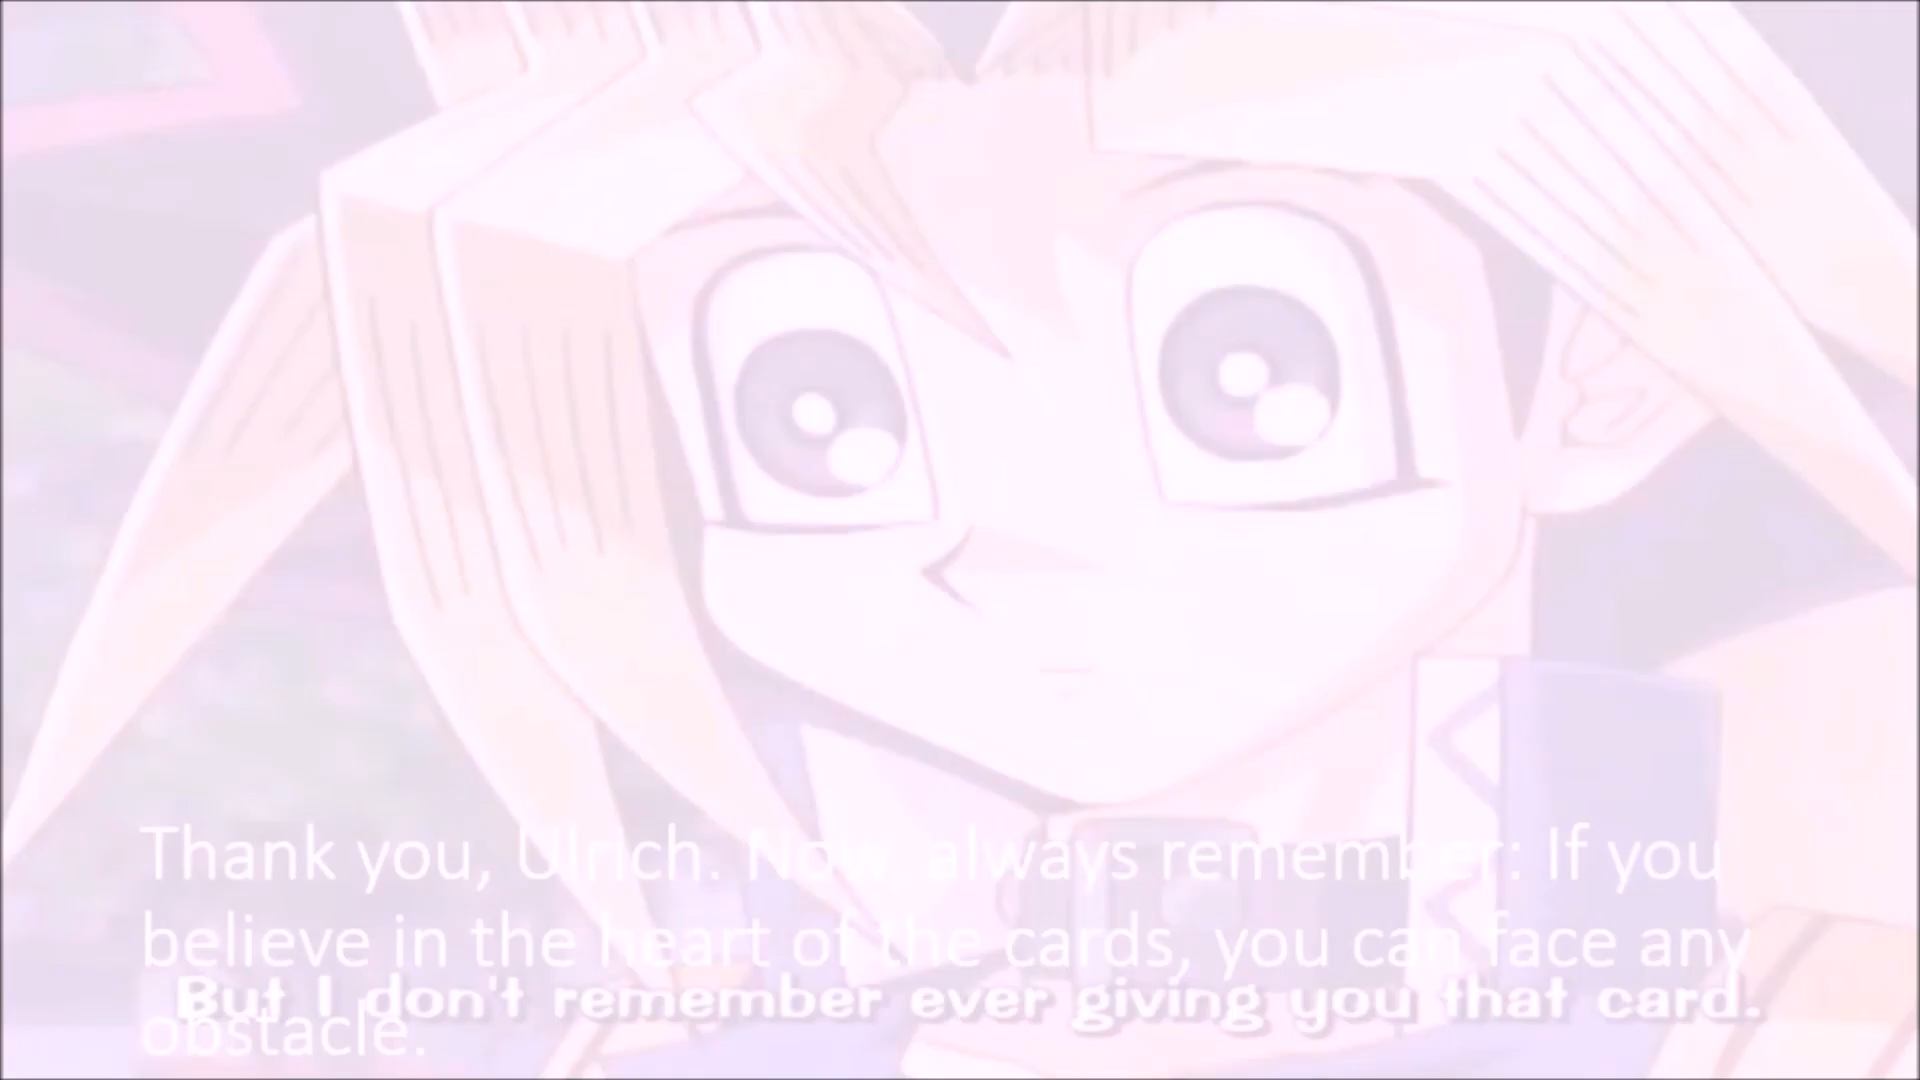 Thank you, Ulrich. Now, always remember: If you
believe in the heart of the cards, you can face any
But I don't remember ever giving you that card.
obstacle.